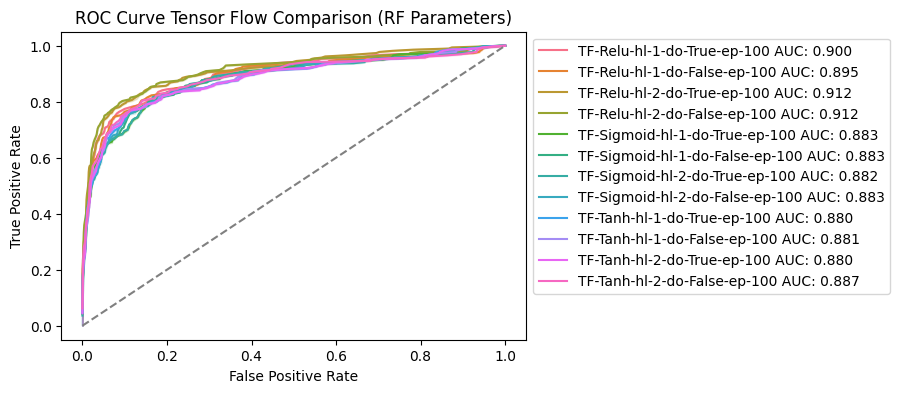 ROC Curve Tensor Flow Comparison (RF Parameters)
True Positive Rate
1.0
0.8
0.6
0.4
0.2
0.0
0.0 0.2 0.4 0.6 0.8 1.0
False Positive Rate
TF-Relu-hl-1-do-True-ep-100 AUC: 0.900
TF-Relu-hl-1-do-False-ep-100 AUC: 0.895
TF-Relu-hl-2-do-True-ep-100 AUC: 0.912
TF-Relu-hl-2-do-False-ep-100 AUC: 0.912
TF-Sigmoid-hl-1-do-True-ep-100 AUC: 0.883
TF-Sigmoid-hl-1-do-False-ep-100 AUC: 0.883
TF-Sigmoid-hl-2-do-True-ep-100 AUC: 0.882
TF-Sigmoid-hl-2-do-False-ep-100 AUC: 0.883
TF-Tanh-hl-1-do-True-ep-100 AUC: 0.880
TF-Tanh-hl-1-do-False-ep-100 AUC: 0.881
TF-Tanh-hl-2-do-True-ep-100 AUC: 0.880
TF-Tanh-hl-2-do-False-ep-100 AUC: 0.887